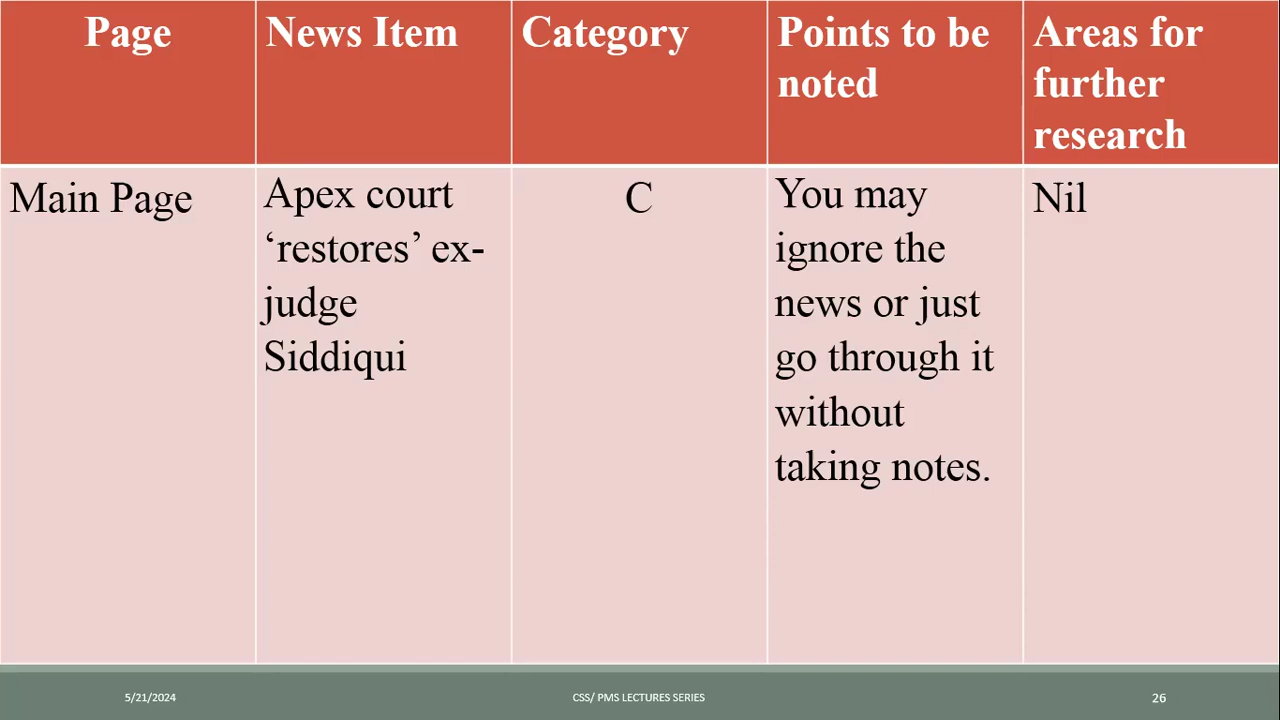 Page
News Item
Category
Points to be
noted
Areas for
further
research
Main Page
Apex court
‘restores’ ex-
judge
Siddiqui
C
You may
ignore the
news or just
go through it
without
taking notes.
Nil
5/21/2024
CSS/ PMS LECTURES SERIES
26